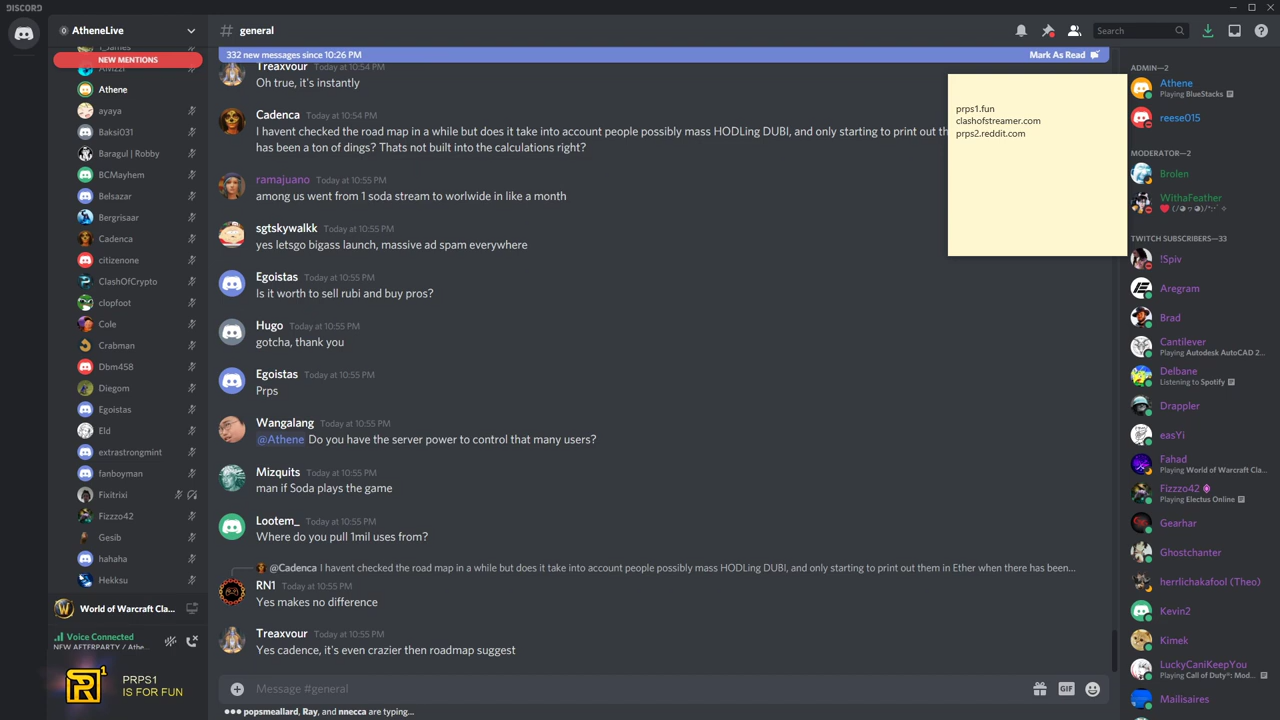 DISCORD
AtheneLive
general
Search
NEW MENTIONS
Athene
ayaya
Baksi031
Baragul | Robby
BCMayhem
Belsazar
Bergrisaar
Cadenca
citizenone
ClashOfCrypto
clopfoot
Cole
Crabman
Dbm458
Diegom
Egoistas
Eld
extrastrongmint
fanboyman
Fixitrixi
Fizzzo42
Gesib
hahaha
Hekksu
World of Warcraft Cla...
Voice Connected
NEW AFTERPARTY / Athe...
PRPS1
IS FOR FUN
332 new messages since 10:26 PM
Mark As Read
Treaxvour Today at 10:54 PM
Oh true, it's instantly
Cadenca Today at 10:54 PM
I havent checked the road map in a while but does it take into account people possibly mass HODLing DUBI, and only starting to print out th
has been a ton of dings? Thats not built into the calculations right?
ramajuano Today at 10:55 PM
among us went from 1 soda stream to worlwide in like a month
sgtskywalkk Today at 10:55 PM
yes letsgo bigass launch, massive ad spam everywhere
Egoistas Today at 10:55 PM
Is it worth to sell rubi and buy pros?
Hugo Today at 10:55 PM
gotcha, thank you
Egoistas Today at 10:55 PM
Prps
Wangalang Today at 10:55 PM
@Athene Do you have the server power to control that many users?
Mizquits Today at 10:55 PM
man if Soda plays the game
Lootem_ Today at 10:55 PM
Where do you pull 1mil uses from?
@Cadenca I havent checked the road map in a while but does it take into account people possibly mass HODLing DUBI, and only starting to print out them in Ether when there has been...
RN1 Today at 10:55 PM
Yes makes no difference
Treaxvour Today at 10:55 PM
Yes cadence, it's even crazier then roadmap suggest
Message #general
GIF
popsmeallard, Ray, and nnecca are typing...
prps1.fun
clashofstreamer.com
prps2.reddit.com
ADMIN—2
Athene
Playing BlueStacks
reese015
MODERATOR—2
Brolen
WithaFeather
TWITCH SUBSCRIBERS—33
!Spiv
Aregram
Brad
Cantilever
Playing Autodesk AutoCAD 2...
Delbane
Listening to Spotify
Drappler
easYi
Fahad
Playing World of Warcraft Cla...
Fizzzo42
Playing Electus Online
Gearhar
Ghostchanter
herrlichakafool (Theo)
Kevin2
Kimek
LuckyCaniKeepYou
Playing Call of Duty®: Mod...
Mailisaires